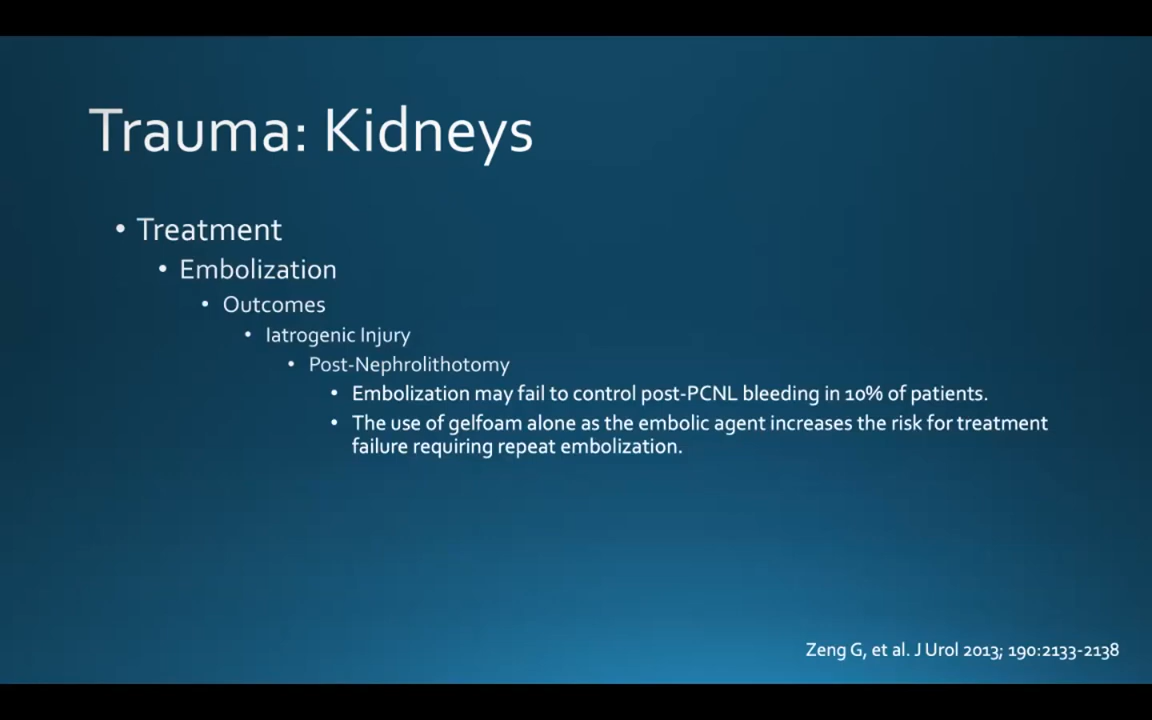 Trauma: Kidneys
• Treatment
• Embolization
• Outcomes
• Iatrogenic Injury
• Post-Nephrolithotomy
• Embolization may fail to control post-PCNL bleeding in 10% of patients.
• The use of gelfoam alone as the embolic agent increases the risk for treatment
failure requiring repeat embolization.
Zeng G, et al. J Urol 2013; 190:2133-2138